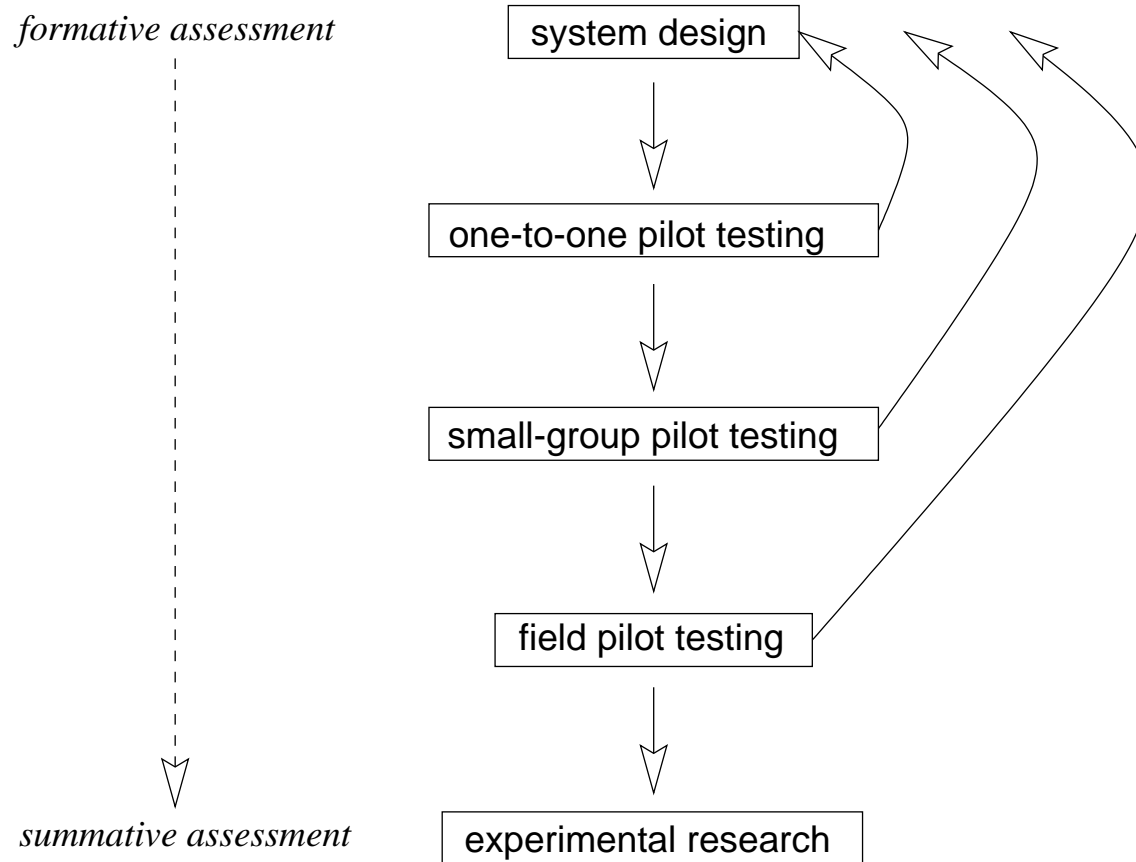 formative assessment
system design
one-to-one pilot testing
small-group pilot testing
field pilot testing
summative assessment
experimental research